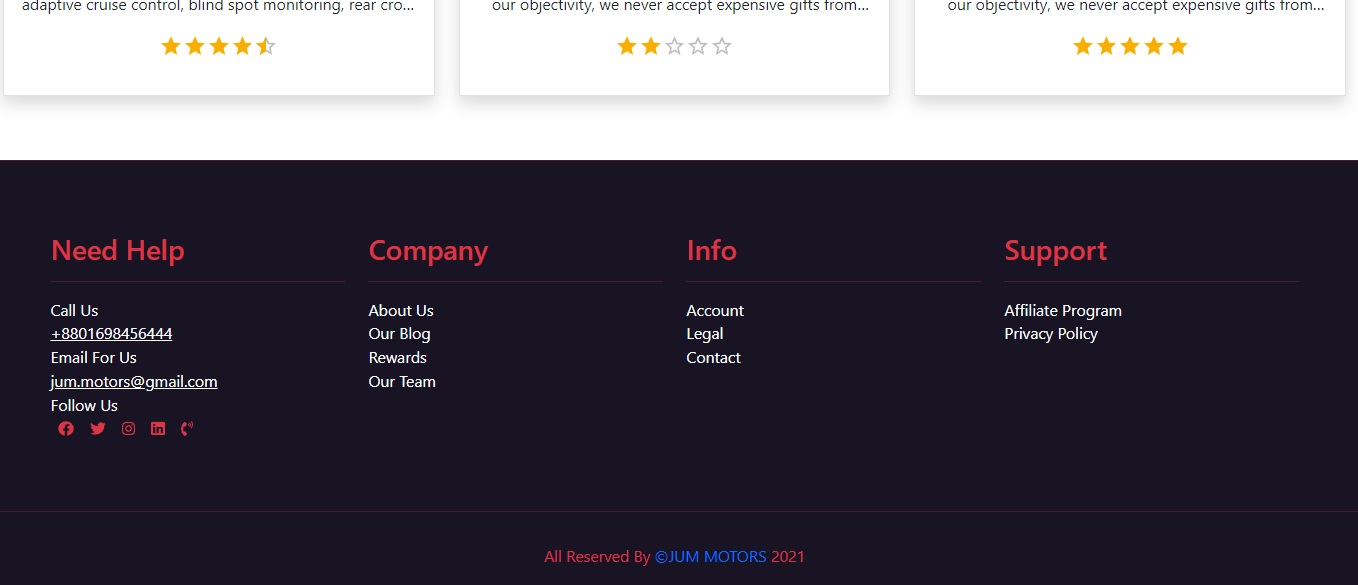 adaptive cruise control, blind spot monitoring, rear cro...
our objectivity, we never accept expensive gifts from...
our objectivity, we never accept expensive gifts from...
Need Help
Call Us
+8801698456444
Email For Us
jum.motors@gmail.com
Follow Us
Company
About Us
Our Blog
Rewards
Our Team
Info
Account
Legal
Contact
Support
Affiliate Program
Privacy Policy
All Reserved By ©JUM MOTORS 2021